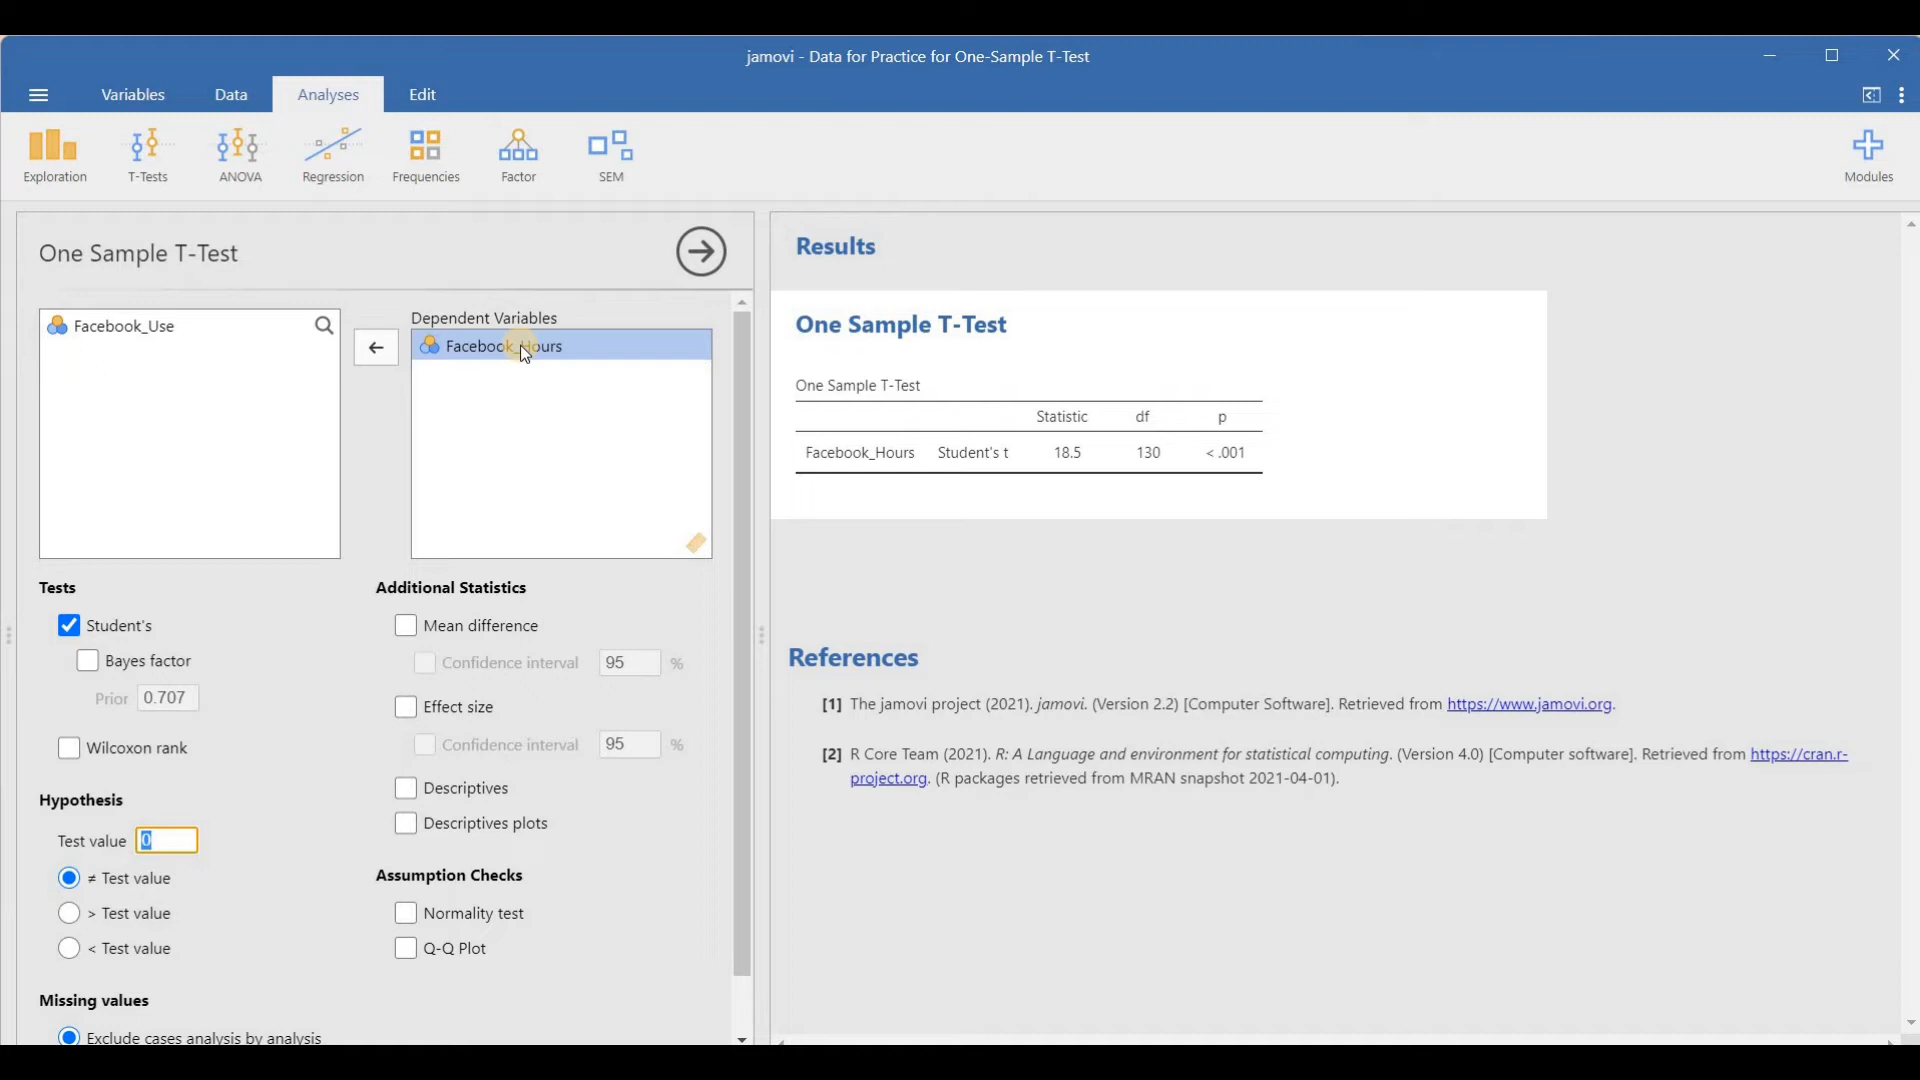 jamovi - Data for Practice for One-Sample T-Test
Variables
Data
Analyses
Edit
Exploration
T-Tests
ANOVA
Regression
Frequencies
Factor
SEM
Modules
One Sample T-Test
Facebook_Use
Dependent Variables
Facebook_Hours
Tests
Student's
Bayes factor
Prior 0.707
Wilcoxon rank
Hypothesis
Test value 0
≠ Test value
> Test value
< Test value
Missing values
Exclude cases analysis by analysis
Additional Statistics
Mean difference
Confidence interval 95 %
Effect size
Confidence interval 95 %
Descriptives
Descriptives plots
Assumption Checks
Normality test
Q-Q Plot
Results
One Sample T-Test
One Sample T-Test
Statistic df p
Facebook_Hours Student's t 18.5 130 < .001
References
[1] The jamovi project (2021). jamovi. (Version 2.2) [Computer Software]. Retrieved from https://www.jamovi.org.
[2] R Core Team (2021). R: A Language and environment for statistical computing. (Version 4.0) [Computer software]. Retrieved from https://cran.r-
project.org. (R packages retrieved from MRAN snapshot 2021-04-01).